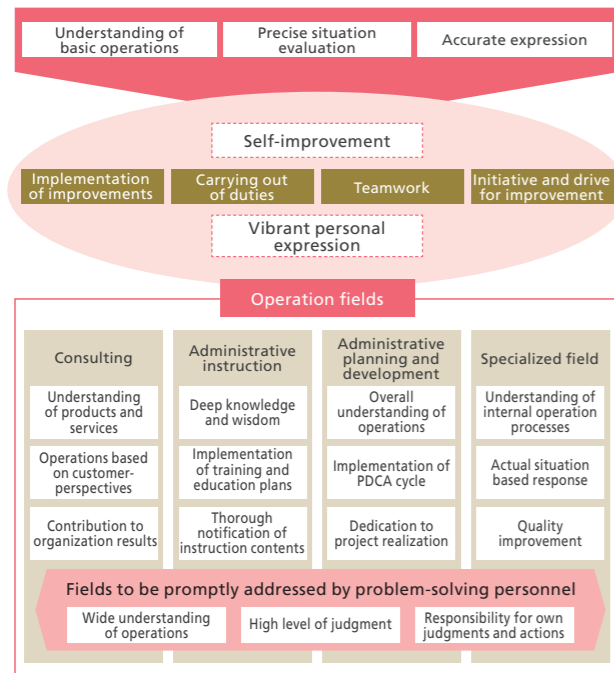 Understanding of
basic operations
Precise situation
evaluation
Accurate expression
Self-improvement
Implementation
of improvements
Carrying out
of duties
Teamwork
Initiative and drive
for improvement
Vibrant personal
expression
Operation fields
Consulting
Understanding
of products and
services
Operations based
on customer-
perspectives
Contribution to
organization results
Administrative
instruction
Deep knowledge
and wisdom
Implementation
of training and
education plans
Thorough
notification of
instruction contents
Administrative
planning and
development
Overall
understanding of
operations
Implementation of
PDCA cycle
Dedication to
project realization
Specialized field
Understanding of
internal operation
processes
Actual situation
based response
Quality
improvement
Fields to be promptly addressed by problem-solving personnel
Wide understanding
of operations
High level of judgment
Responsibility for own
judgments and actions